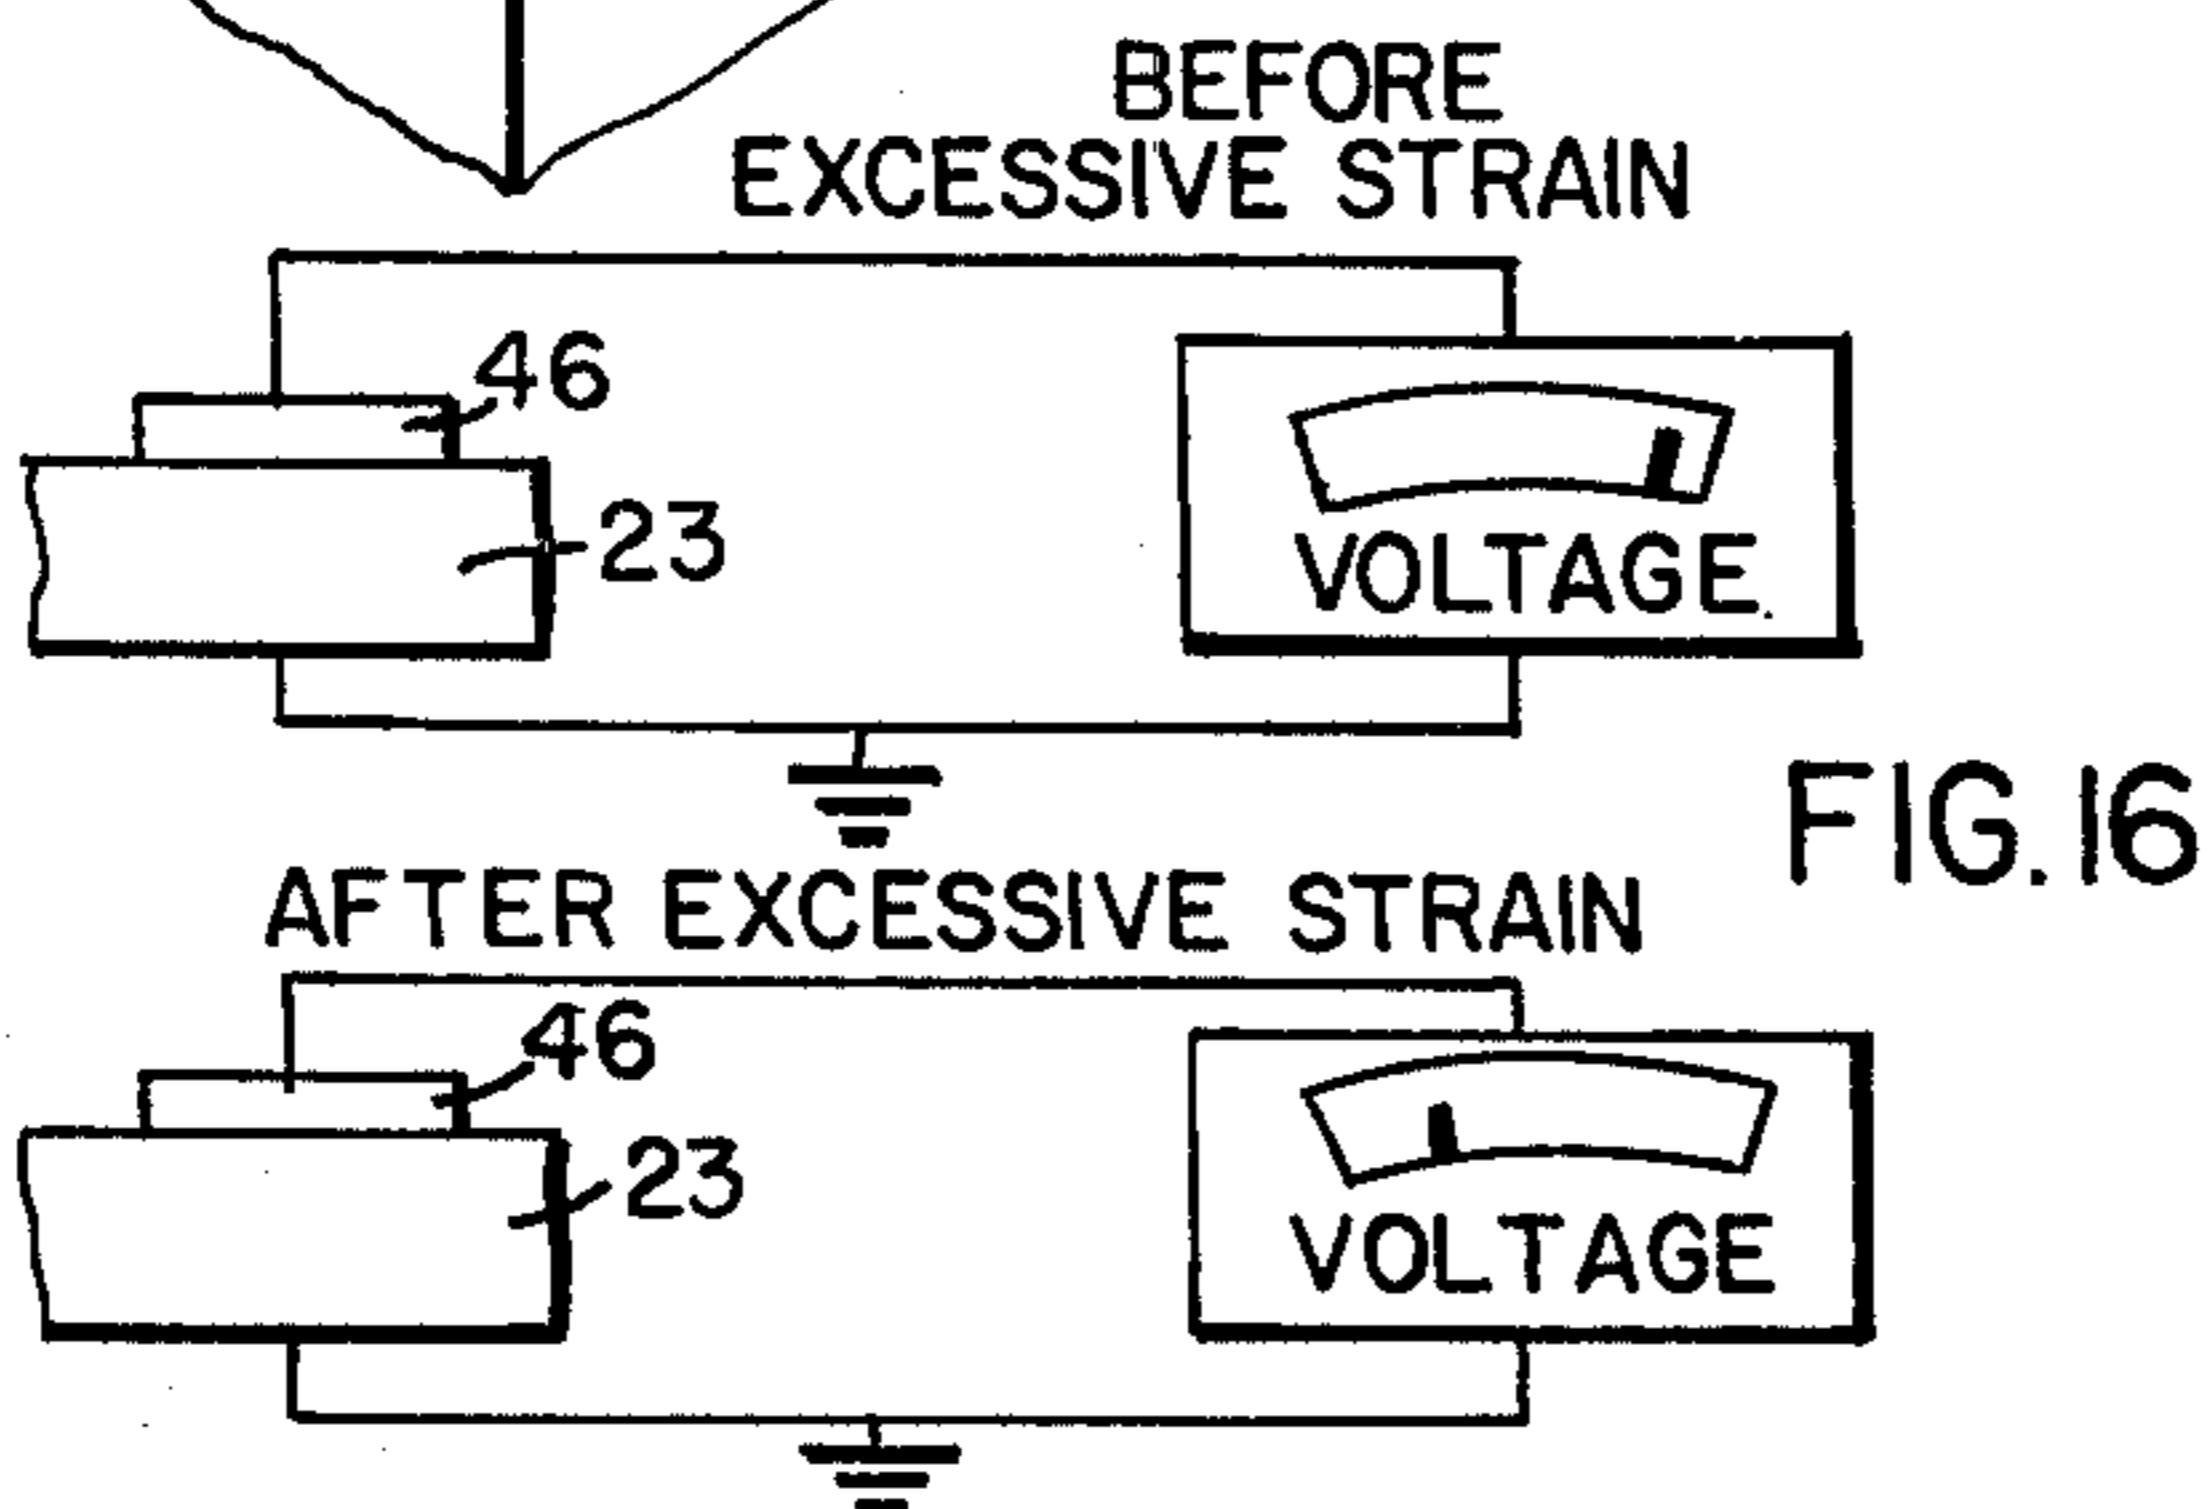 BEFORE
EXCESSIVE STRAIN
46
23
VOLTAGE.
FIG. 16
AFTER EXCESSIVE STRAIN
46
23
VOLTAGE